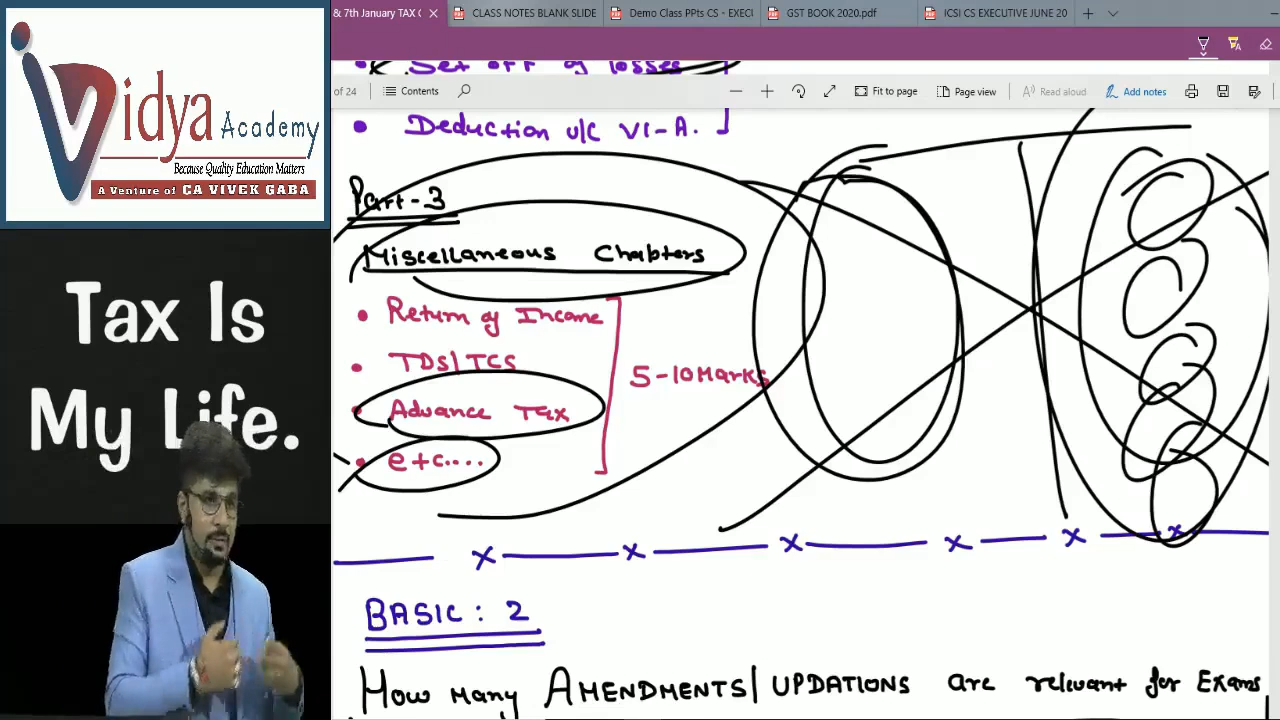 & 7th January TAX C
CLASS NOTES BLANK SLIDE
Demo Class PPts CS - EXECU
GST BOOK 2020.pdf
ICSI CS EXECUTIVE JUNE 20
Vidya Academy
Because Quality Education Matters
A Venture of CA VIVEK GABA
Set off of losses
of 24
Contents
Fit to page
Page view
Read aloud
Add notes
Deduction u/c VI-A.
Part-3
Miscellaneous Chapters
Return of Income
TDS/TCS
Advance Tax
etc....
5-10 Marks
Tax Is
My Life.
BASIC: 2
How many AMENDMENTS/ UPDATIONS are relevant for Exams